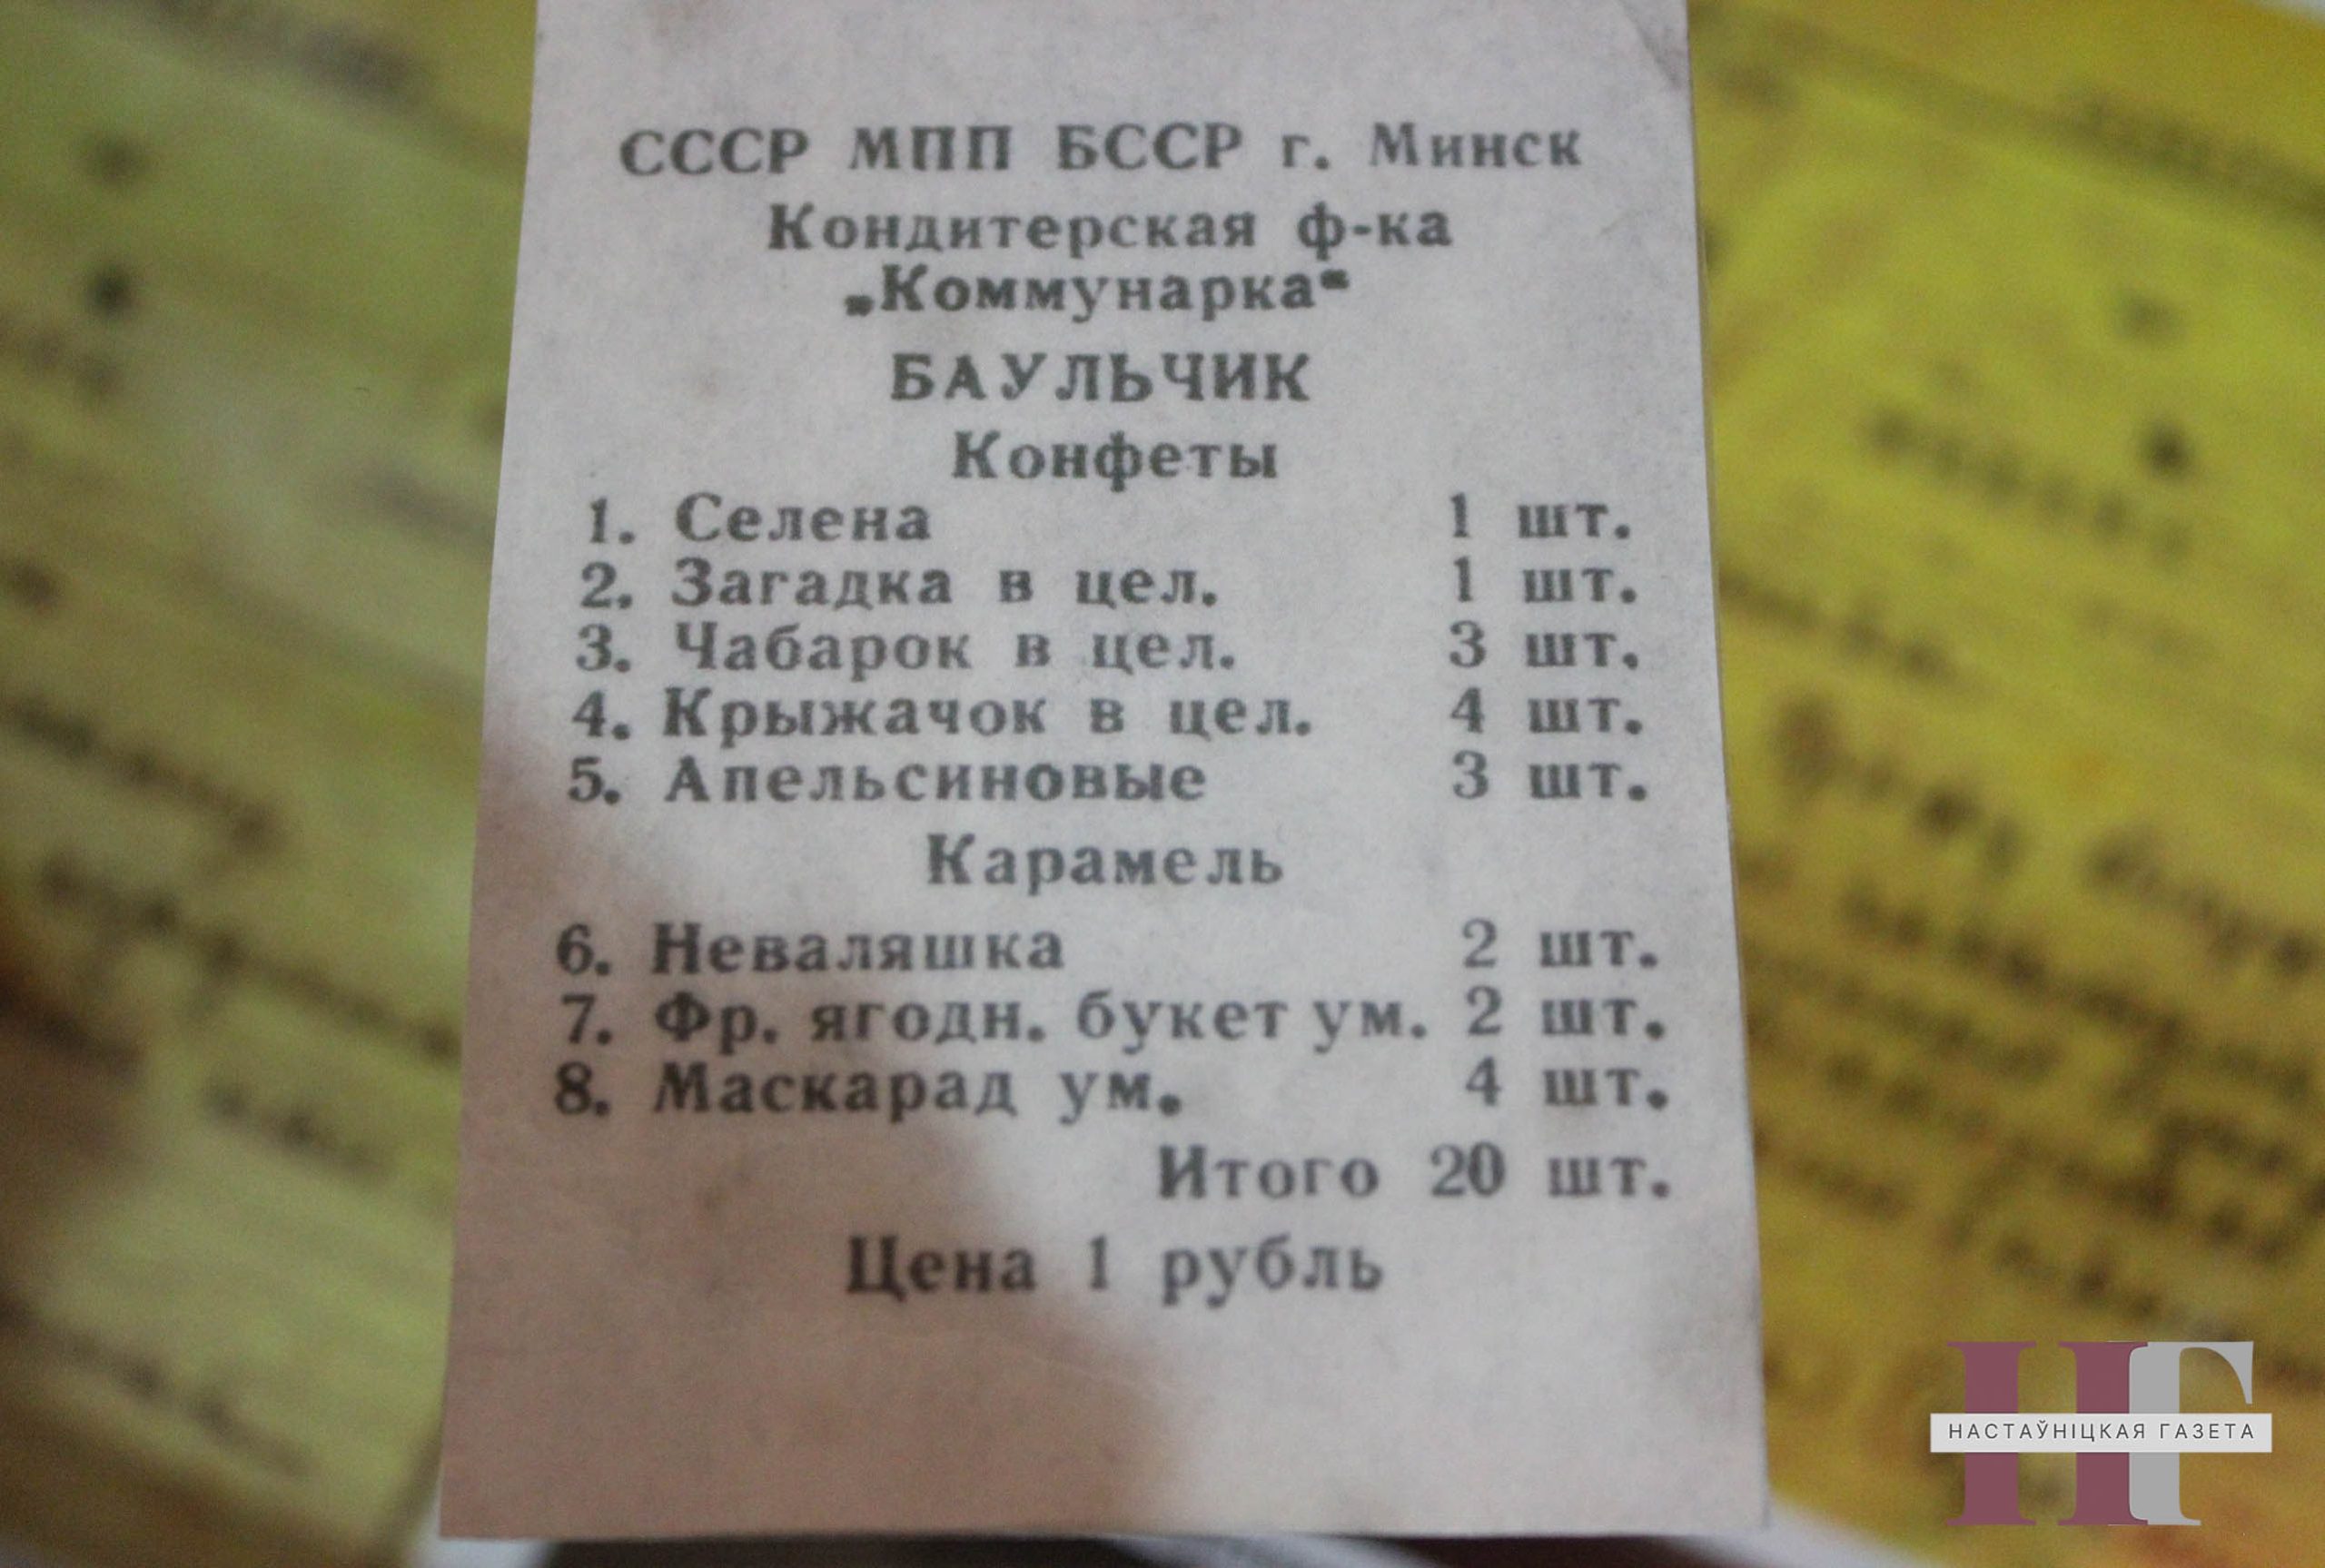 СССР МПП БССР г. Минск
Кондитерская ф-ка
„Коммунарка“
БАУЛЬЧИК
Конфеты
1. Селена 1 шт.
2. Загадка в цел. 1 шт.
3. Чабарок в цел. 3 шт.
4. Крыжачок в цел. 4 шт.
5. Апельсиновые 3 шт.
Карамель
6. Неваляшка 2 шт.
7. Фр. ягодн. букет ум. 2 шт.
8. Маскарад ум. 4 шт.
Итого 20 шт.
Цена 1 рубль
НГ
НАСТАЎНІЦКАЯ ГАЗЕТА